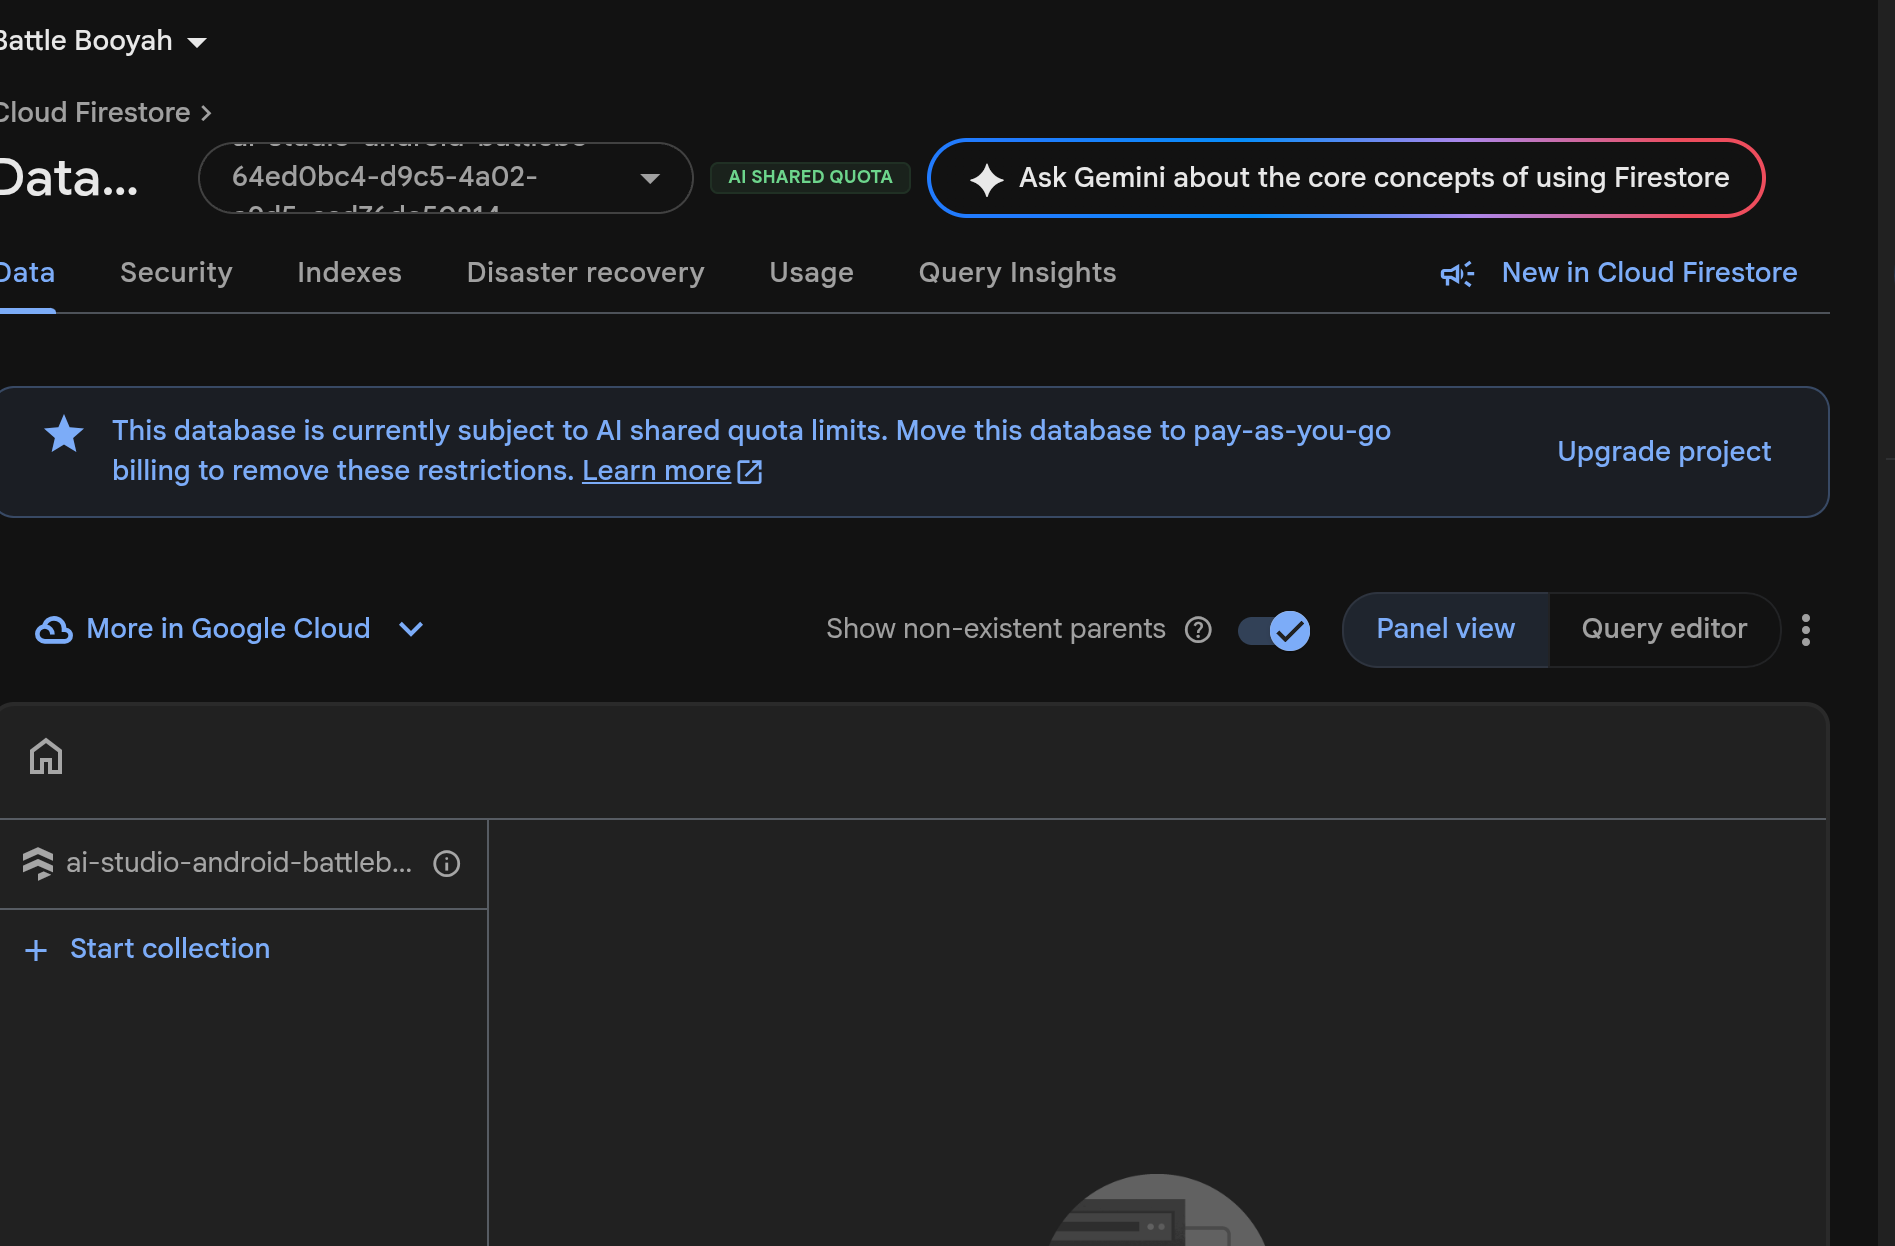 Battle Booyah
Cloud Firestore
Data...
64ed0bc4-d9c5-4a02-
AI SHARED QUOTA
Ask Gemini about the core concepts of using Firestore
Data
Security
Indexes
Disaster recovery
Usage
Query Insights
New in Cloud Firestore
This database is currently subject to AI shared quota limits. Move this database to pay-as-you-go
billing to remove these restrictions. Learn more
Upgrade project
More in Google Cloud
Show non-existent parents
Panel view
Query editor
ai-studio-android-battleb...
Start collection